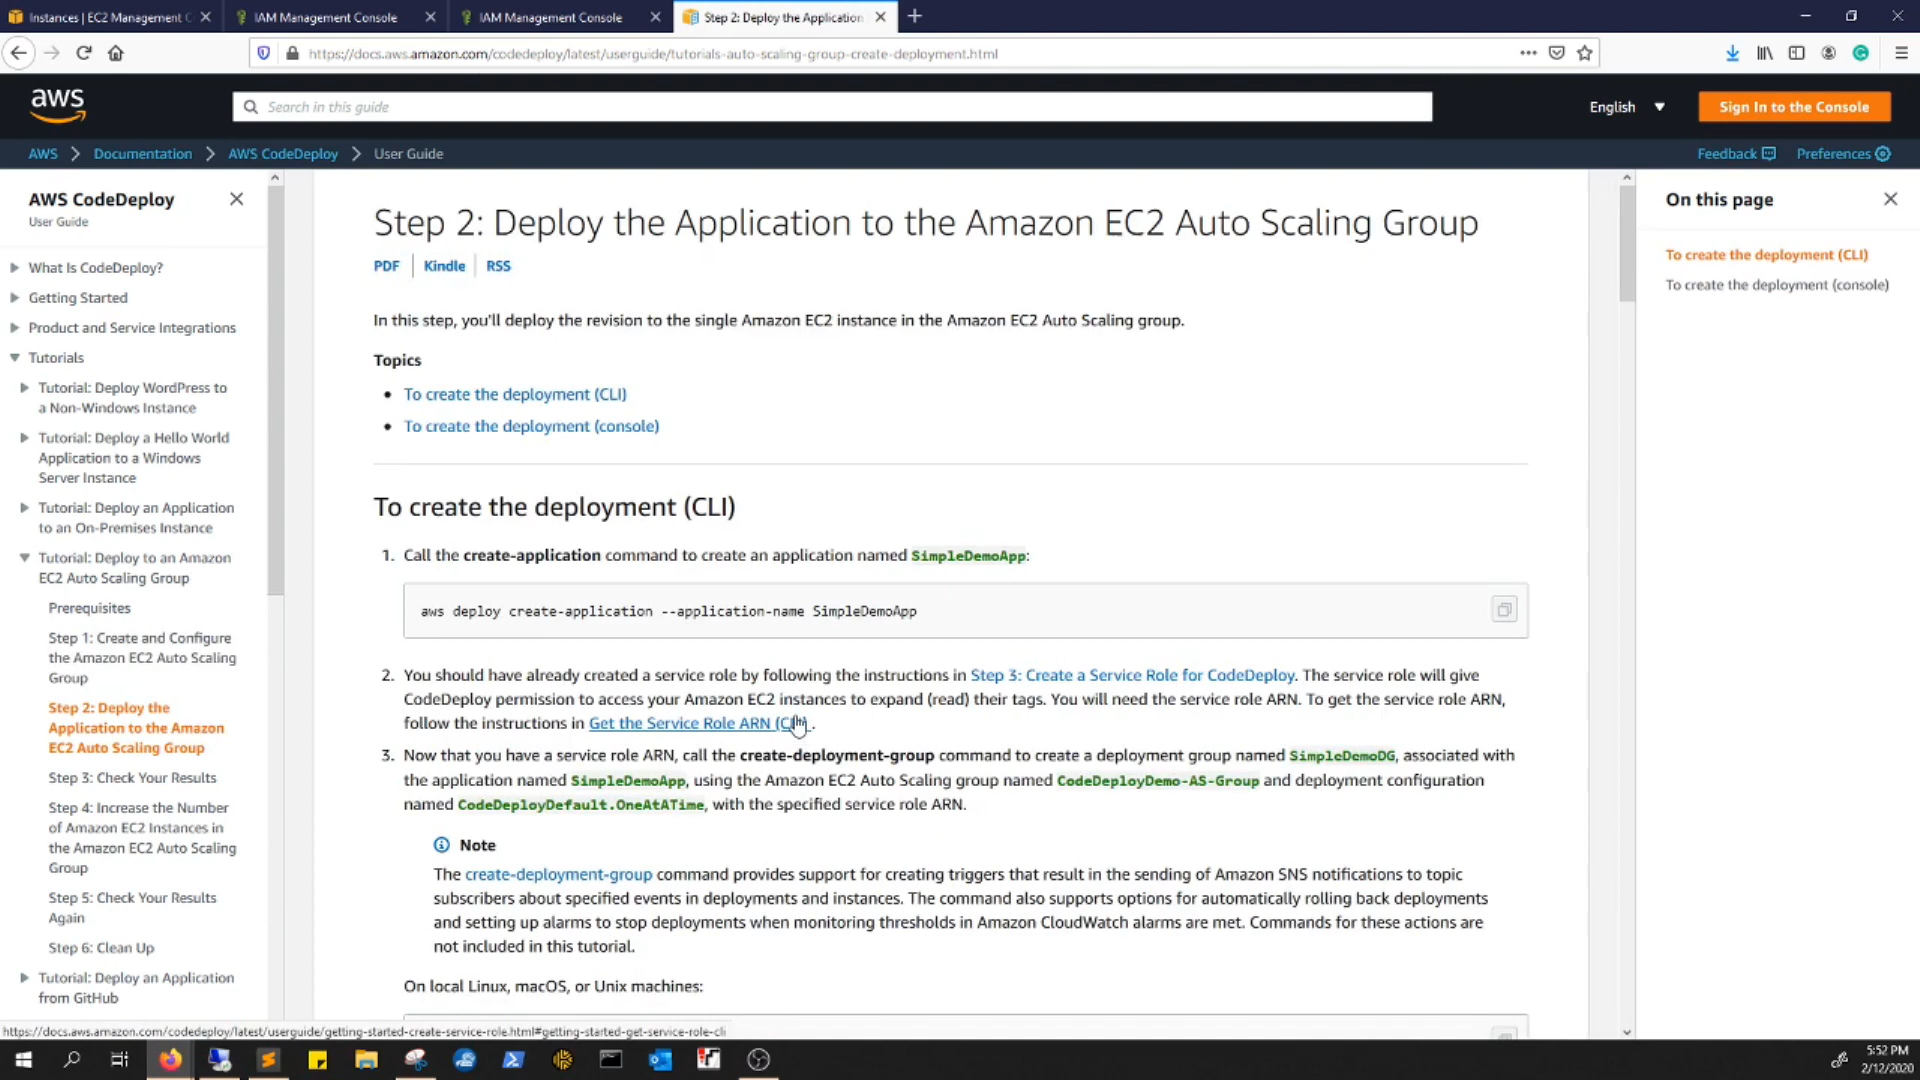 Instances | EC2 Management C
IAM Management Console
IAM Management Console
Step 2: Deploy the Application
https://docs.aws.amazon.com/codedeploy/latest/userguide/tutorials-auto-scaling-group-create-deployment.html
aws
Search in this guide
English
Sign In to the Console
AWS
Documentation
AWS CodeDeploy
User Guide
Feedback
Preferences
AWS CodeDeploy
User Guide
What Is CodeDeploy?
Getting Started
Product and Service Integrations
Tutorials
Tutorial: Deploy WordPress to
a Non-Windows Instance
Tutorial: Deploy a Hello World
Application to a Windows
Server Instance
Tutorial: Deploy an Application
to an On-Premises Instance
Tutorial: Deploy to an Amazon
EC2 Auto Scaling Group
Prerequisites
Step 1: Create and Configure
the Amazon EC2 Auto Scaling
Group
Step 2: Deploy the
Application to the Amazon
EC2 Auto Scaling Group
Step 3: Check Your Results
Step 4: Increase the Number
of Amazon EC2 Instances in
the Amazon EC2 Auto Scaling
Group
Step 5: Check Your Results
Again
Step 6: Clean Up
Tutorial: Deploy an Application
from GitHub
Step 2: Deploy the Application to the Amazon EC2 Auto Scaling Group
PDF
Kindle
RSS
In this step, you'll deploy the revision to the single Amazon EC2 instance in the Amazon EC2 Auto Scaling group.
Topics
• To create the deployment (CLI)
• To create the deployment (console)
To create the deployment (CLI)
1. Call the create-application command to create an application named SimpleDemoApp:
aws deploy create-application --application-name SimpleDemoApp
2. You should have already created a service role by following the instructions in Step 3: Create a Service Role for CodeDeploy. The service role will give
CodeDeploy permission to access your Amazon EC2 instances to expand (read) their tags. You will need the service role ARN. To get the service role ARN,
follow the instructions in Get the Service Role ARN (CLI) .
3. Now that you have a service role ARN, call the create-deployment-group command to create a deployment group named SimpleDemoDG, associated with
the application named SimpleDemoApp, using the Amazon EC2 Auto Scaling group named CodeDeployDemo-AS-Group and deployment configuration
named CodeDeployDefault.OneAtATime, with the specified service role ARN.
Note
The create-deployment-group command provides support for creating triggers that result in the sending of Amazon SNS notifications to topic
subscribers about specified events in deployments and instances. The command also supports options for automatically rolling back deployments
and setting up alarms to stop deployments when monitoring thresholds in Amazon CloudWatch alarms are met. Commands for these actions are
not included in this tutorial.
On local Linux, macOS, or Unix machines:
On this page
To create the deployment (CLI)
To create the deployment (console)
https://docs.aws.amazon.com/codedeploy/latest/userguide/getting-started-create-service-role.html#getting-started-get-service-role-cli
5:52 PM
2/12/2020